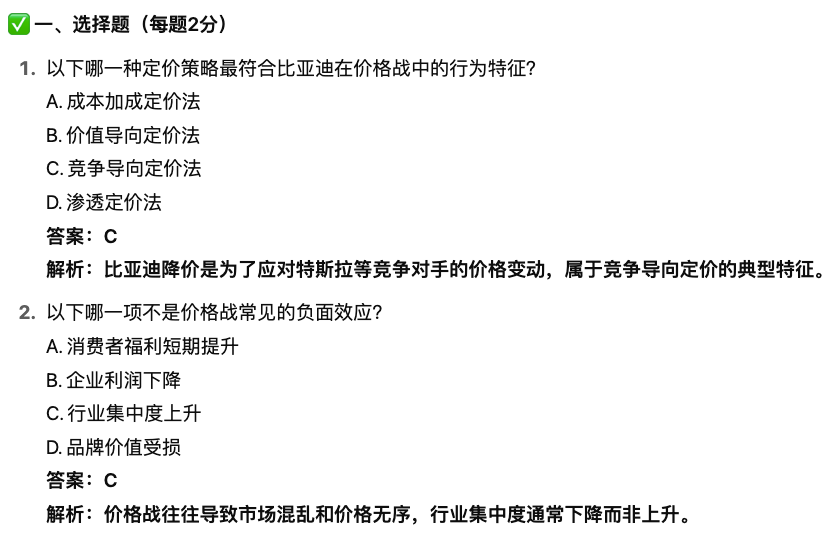 ✅ 一、选择题（每题2分）
1. 以下哪一种定价策略最符合比亚迪在价格战中的行为特征？
A. 成本加成定价法
B. 价值导向定价法
C. 竞争导向定价法
D. 渗透定价法
答案：C
解析：比亚迪降价是为了应对特斯拉等竞争对手的价格变动，属于竞争导向定价的典型特征。
2. 以下哪一项不是价格战常见的负面效应？
A. 消费者福利短期提升
B. 企业利润下降
C. 行业集中度上升
D. 品牌价值受损
答案：C
解析：价格战往往导致市场混乱和价格无序，行业集中度通常下降而非上升。